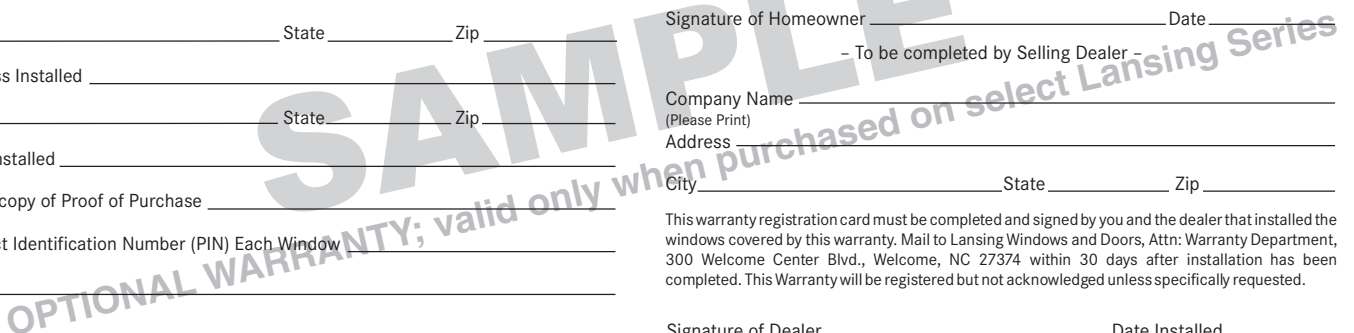 State Zip
Installed
State Zip
Installed
copy of Proof of Purchase
Identification Number (PIN) Each Window
Signature of Homeowner Date
– To be completed by Selling Dealer –
Company Name
(Please Print)
Address
City State Zip
This warranty registration card must be completed and signed by you and the dealer that installed the
windows covered by this warranty. Mail to Lansing Windows and Doors, Attn: Warranty Department,
300 Welcome Center Blvd., Welcome, NC 27374 within 30 days after installation has been
completed. This Warranty will be registered but not acknowledged unless specifically requested.
Signature of Dealer Date Installed
SAMPLE
OPTIONAL WARRANTY; valid only when purchased on select Lansing Series